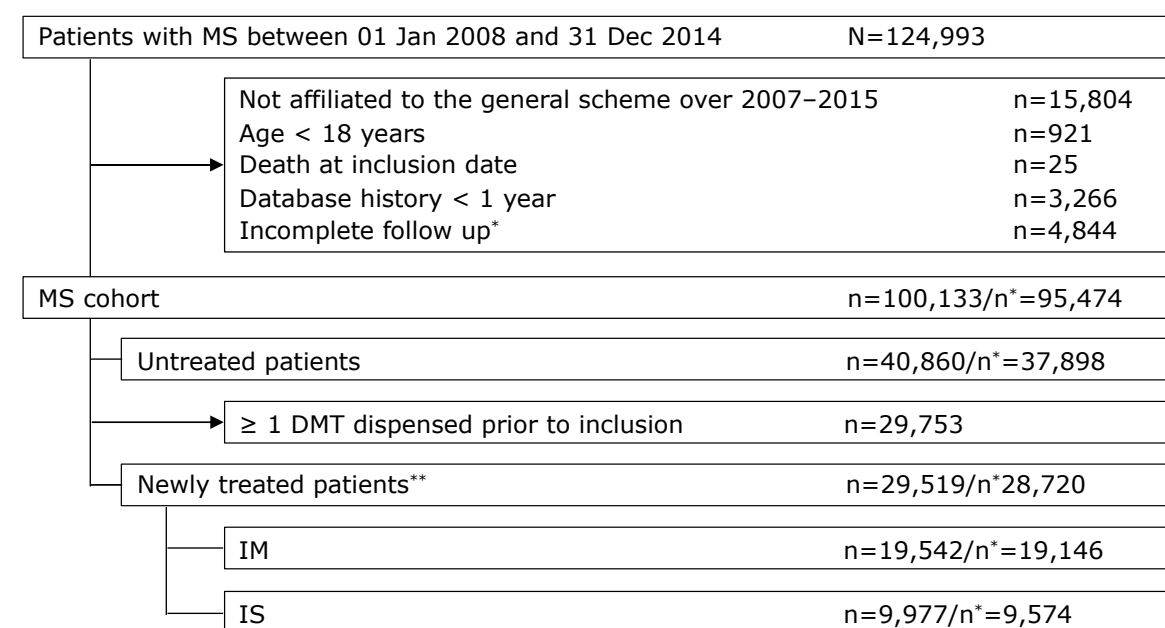 Patients with MS between 01 Jan 2008 and 31 Dec 2014 N=124,993
Not affiliated to the general scheme over 2007–2015 n=15,804
Age < 18 years n=921
Death at inclusion date n=25
Database history < 1 year n=3,266
Incomplete follow up* n=4,844
MS cohort n=100,133/n*=95,474
Untreated patients n=40,860/n*=37,898
≥ 1 DMT dispensed prior to inclusion n=29,753
Newly treated patients** n=29,519/n*28,720
IM n=19,542/n*=19,146
IS n=9,977/n*=9,574